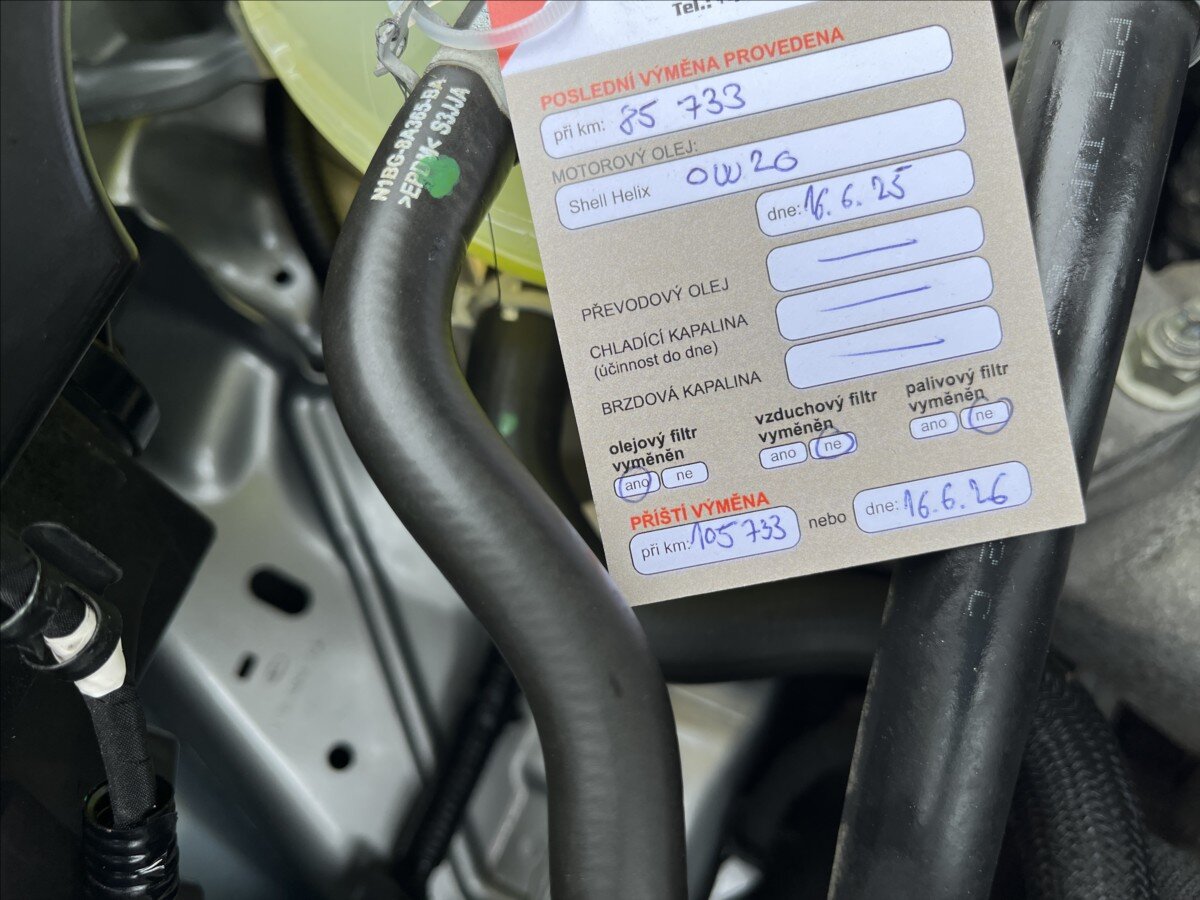 Tel.:
POSLEDNÍ VÝMĚNA PROVEDENA
při km: 85 733
MOTOROVÝ OLEJ:
Shell Helix 0W20
dne: 16.6.25
PŘEVODOVÝ OLEJ
CHLADÍCÍ KAPALINA
(účinnost do dne)
BRZDOVÁ KAPALINA
olejový filtr
vyměněn
ano ne
vzduchový filtr
vyměněn
ano ne
palivový filtr
vyměněn
ano ne
PŘÍŠTÍ VÝMĚNA
při km: 105 733 nebo dne: 16.6.26
>EPDM< S3JJA